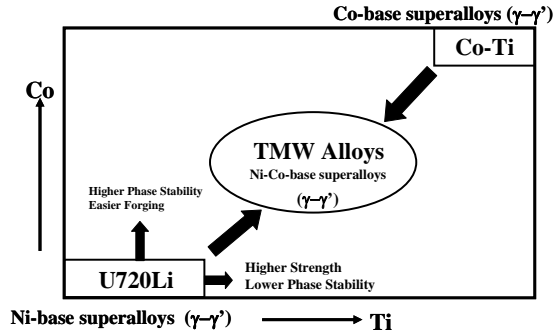 Co-base superalloys (γ–γ')
Co-Ti
Co
TMW Alloys
Ni-Co-base superalloys
(γ–γ')
Higher Phase Stability
Easier Forging
U720Li
Higher Strength
Lower Phase Stability
Ni-base superalloys (γ–γ')
Ti